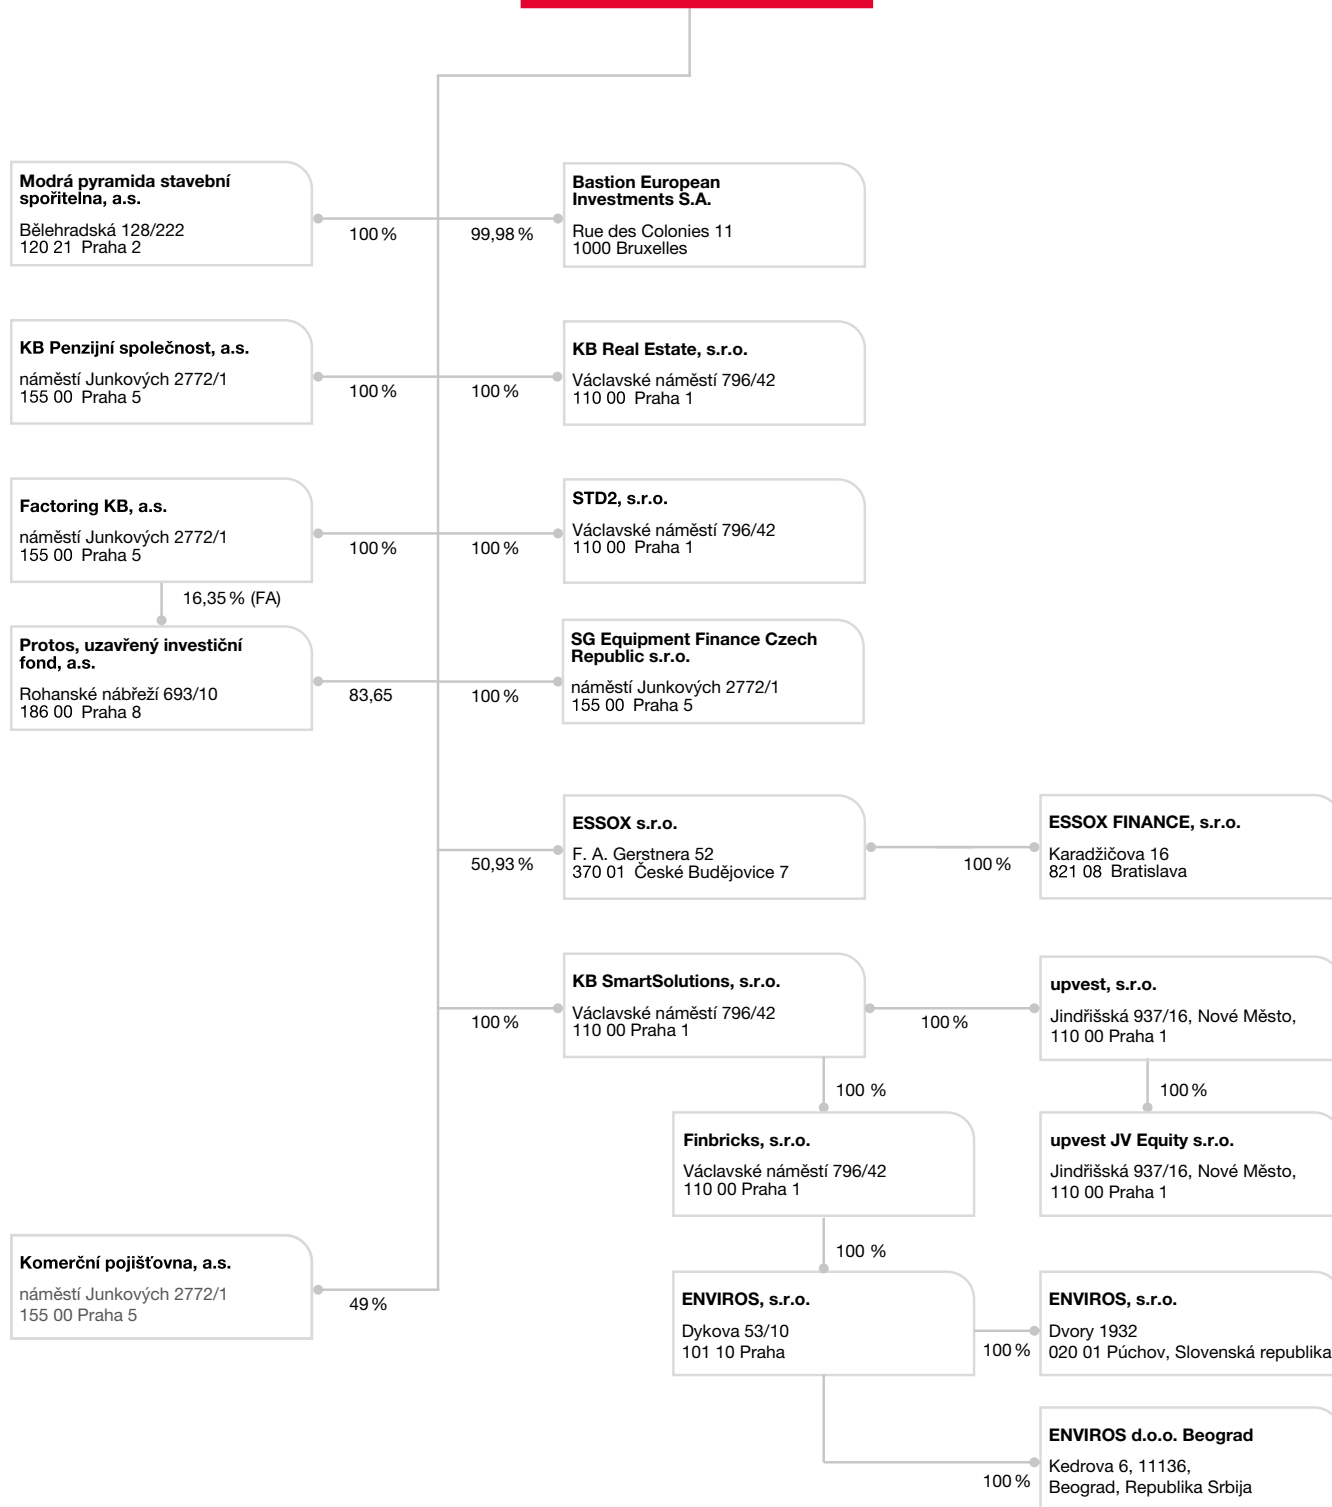 Modrá pyramida stavební
spořitelna, a.s.
Bělehradská 128/222
120 21 Praha 2
100 %
99,98 %
Bastion European
Investments S.A.
Rue des Colonies 11
1000 Bruxelles
KB Penzijní společnost, a.s.
náměstí Junkových 2772/1
155 00 Praha 5
100 %
100 %
KB Real Estate, s.r.o.
Václavské náměstí 796/42
110 00 Praha 1
Factoring KB, a.s.
náměstí Junkových 2772/1
155 00 Praha 5
100 %
100 %
STD2, s.r.o.
Václavské náměstí 796/42
110 00 Praha 1
16,35 % (FA)
Protos, uzavřený investiční
fond, a.s.
Rohanské nábřeží 693/10
186 00 Praha 8
83,65
100 %
SG Equipment Finance Czech
Republic s.r.o.
náměstí Junkových 2772/1
155 00 Praha 5
50,93 %
ESSOX s.r.o.
F. A. Gerstnera 52
370 01 České Budějovice 7
100 %
ESSOX FINANCE, s.r.o.
Karadžičova 16
821 08 Bratislava
100 %
KB SmartSolutions, s.r.o.
Václavské náměstí 796/42
110 00 Praha 1
100 %
upvest, s.r.o.
Jindřišská 937/16, Nové Město,
110 00 Praha 1
100 %
100 %
Finbricks, s.r.o.
Václavské náměstí 796/42
110 00 Praha 1
upvest JV Equity s.r.o.
Jindřišská 937/16, Nové Město,
110 00 Praha 1
Komerční pojišťovna, a.s.
náměstí Junkových 2772/1
155 00 Praha 5
49 %
100 %
ENVIROS, s.r.o.
Dykova 53/10
101 10 Praha
100 %
ENVIROS, s.r.o.
Dvory 1932
020 01 Púchov, Slovenská republika
100 %
ENVIROS d.o.o. Beograd
Kedrova 6, 11136,
Beograd, Republika Srbija